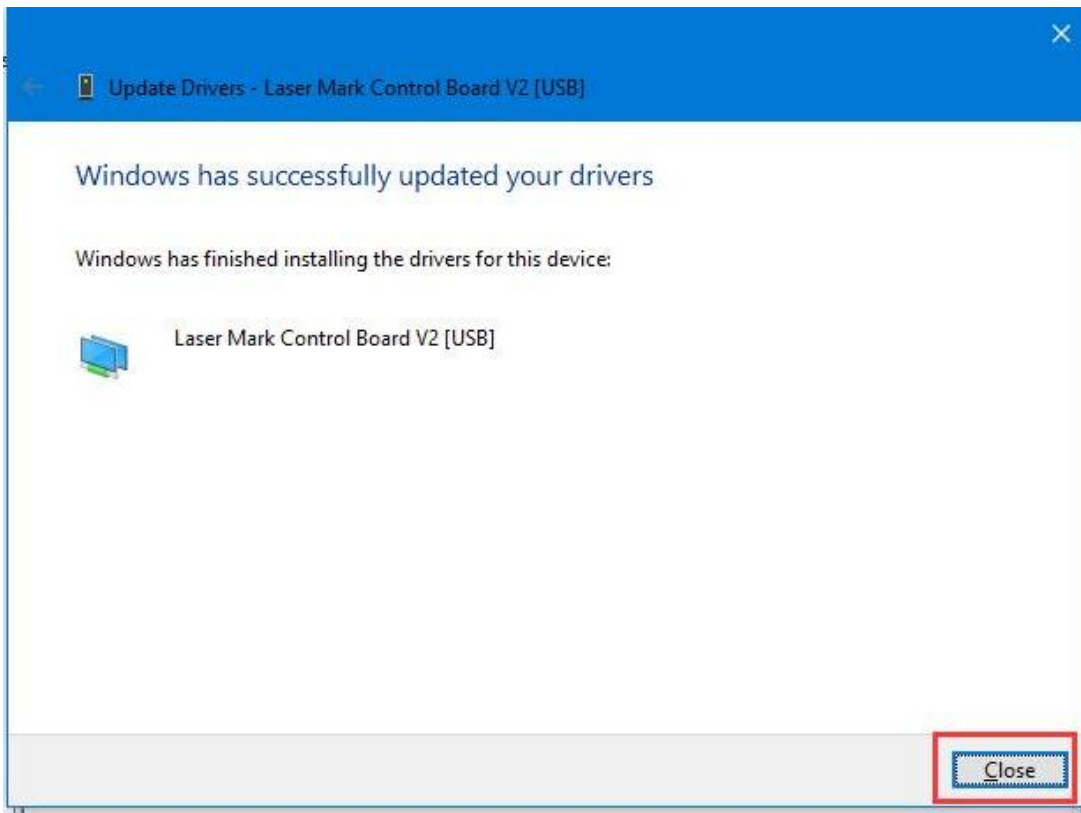 Update Drivers - Laser Mark Control Board V2 [USB]
Windows has successfully updated your drivers
Windows has finished installing the drivers for this device:
Laser Mark Control Board V2 [USB]
Close